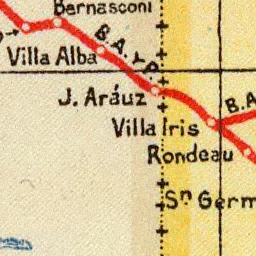 Bernasconi
Villa Alba
B.A. y P.
J. Aráuz
B.A
Villa Iris
Rondeau
Sn Germ